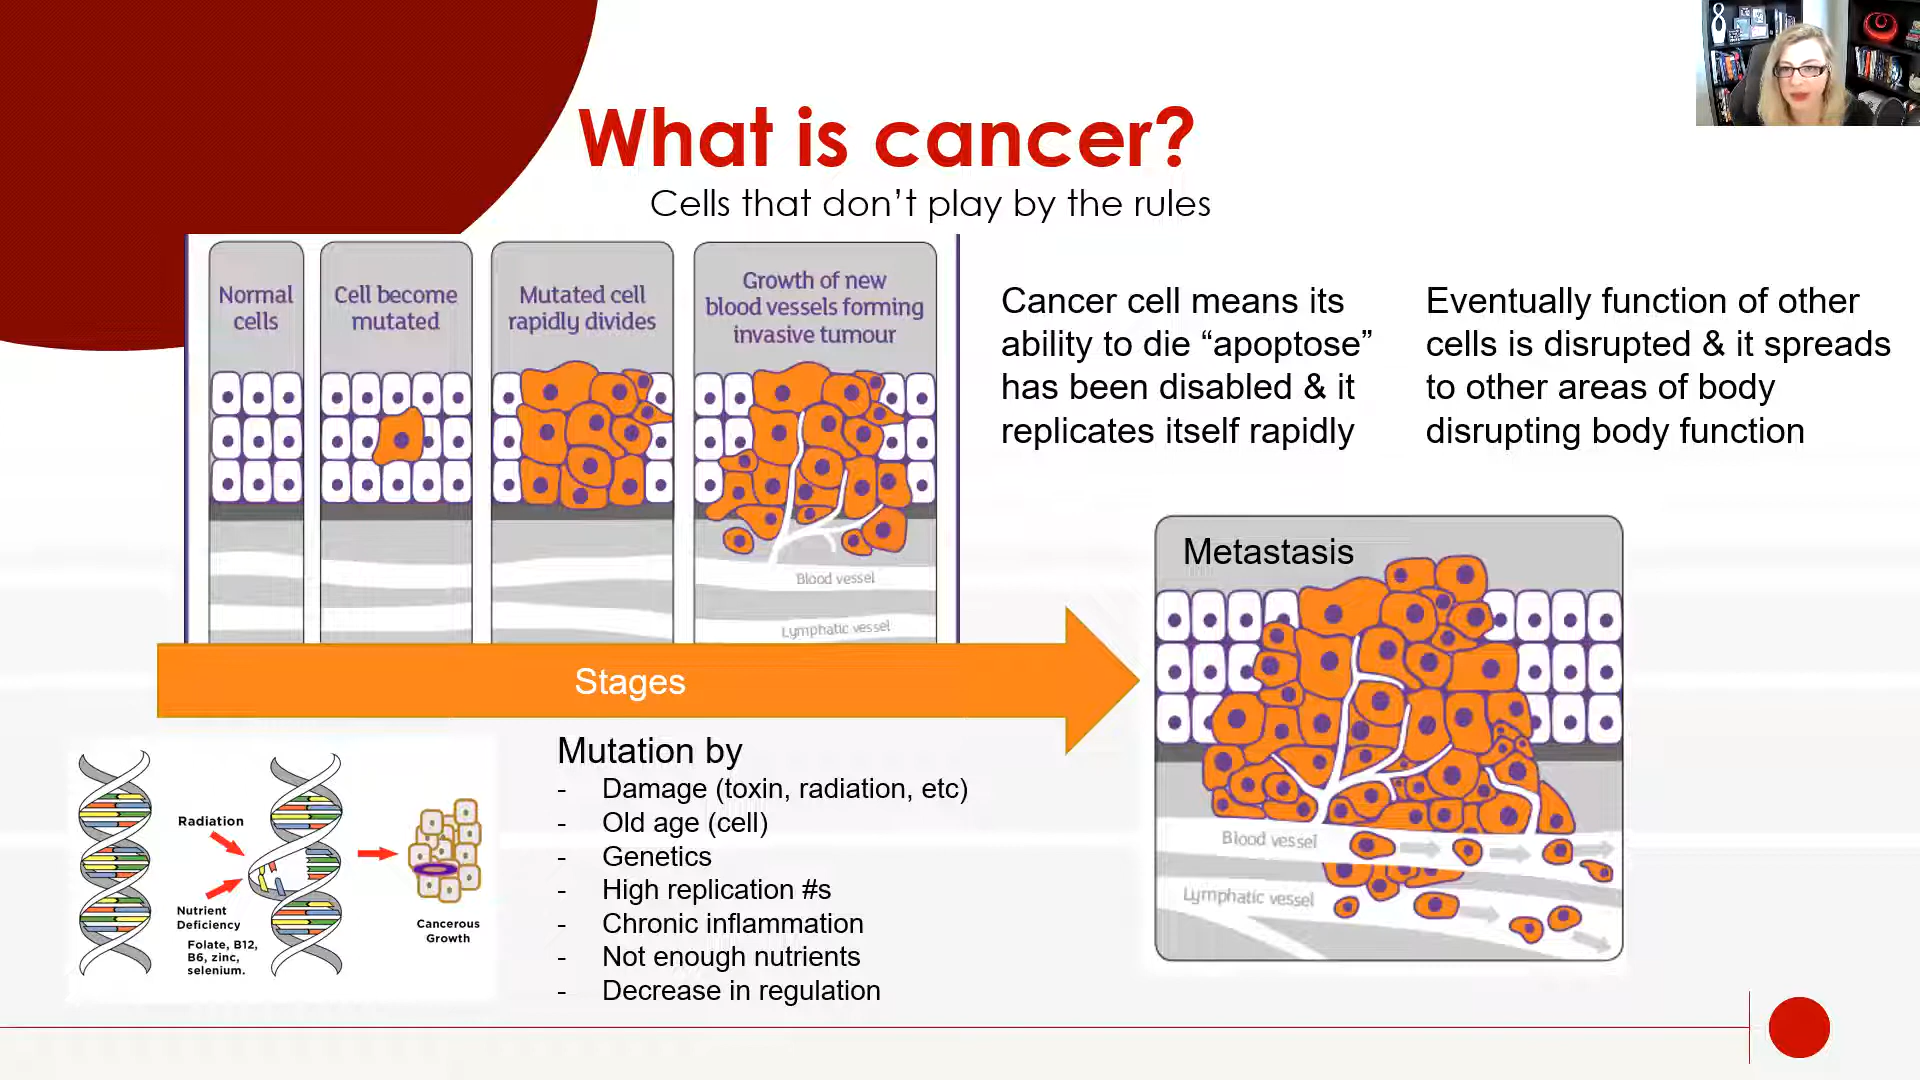 What is cancer?
Cells that don't play by the rules
Normal
cells
Cell become
mutated
Mutated cell
rapidly divides
Growth of new
blood vessels forming
invasive tumour
Blood vessel
Lymphatic vessel
Cancer cell means its
ability to die “apoptose”
has been disabled & it
replicates itself rapidly
Eventually function of other
cells is disrupted & it spreads
to other areas of body
disrupting body function
Stages
Metastasis
Blood vessel
Lymphatic vessel
Radiation
Nutrient
Deficiency
Folate, B12,
B6, zinc,
selenium.
Cancerous
Growth
Mutation by
- Damage (toxin, radiation, etc)
- Old age (cell)
- Genetics
- High replication #s
- Chronic inflammation
- Not enough nutrients
- Decrease in regulation